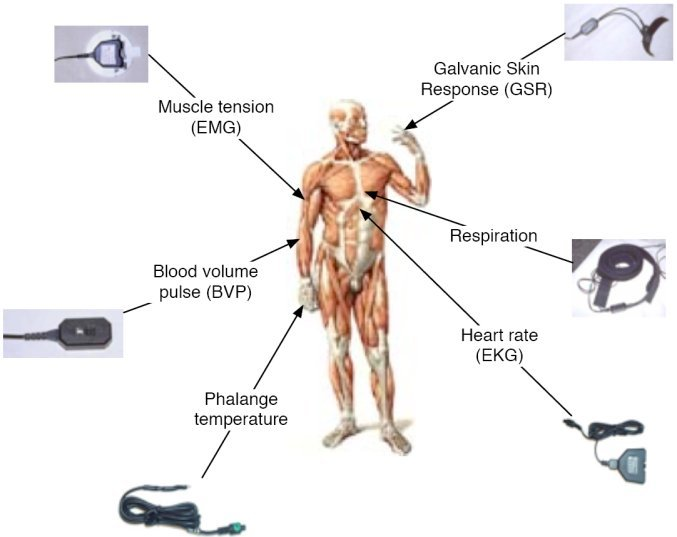 Galvanic Skin
Response (GSR)
Muscle tension
(EMG)
Respiration
Blood volume
pulse (BVP)
Heart rate
(EKG)
Phalange
temperature